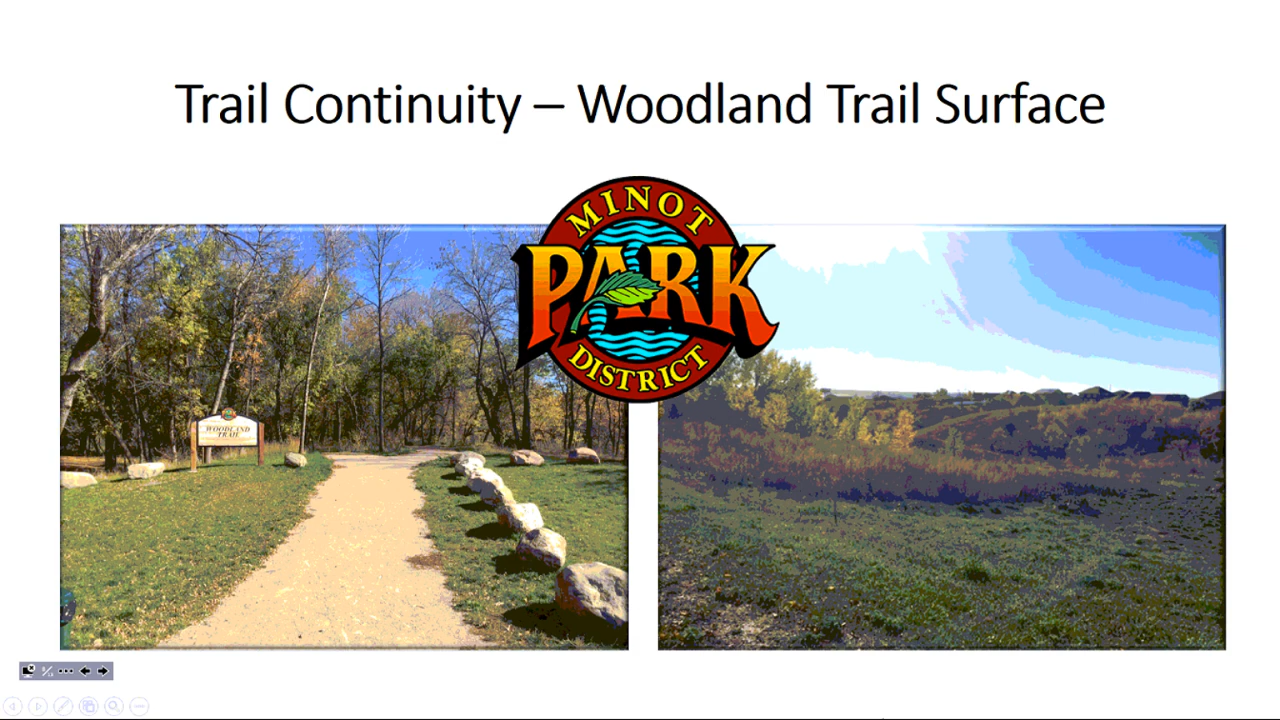 Trail Continuity – Woodland Trail Surface
MINOT
PARK
DISTRICT
WOODLAND
TRAIL